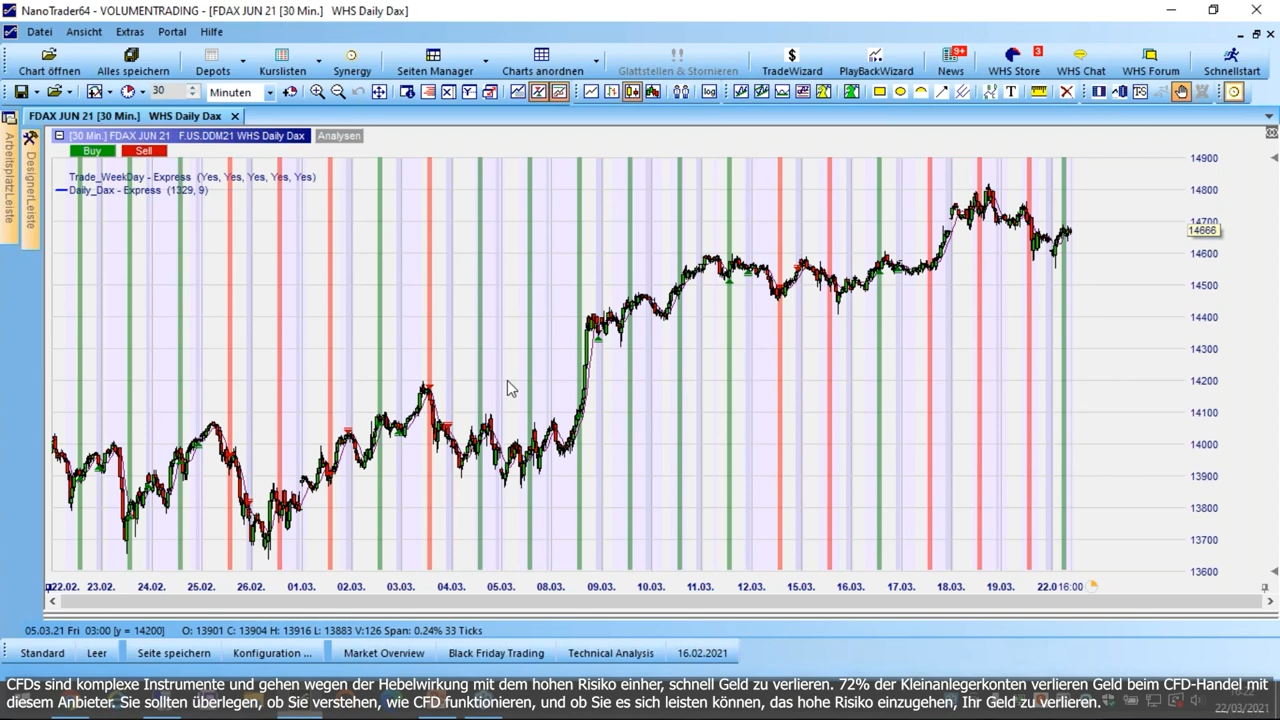 NanoTrader64 - VOLUMENTRADING - [FDAX JUN 21 [30 Min.] WHS Daily Dax]
Datei Ansicht Extras Portal Hilfe
Chart öffnen Alles speichern Depots Kurslisten Synergy Seiten Manager Charts anordnen Glattstellen & Stornieren TradeWizard PlayBackWizard 9+ News 3 WHS Store WHS Chat WHS Forum Schnellstart
30 Minuten log T TPS
FDAX JUN 21 [30 Min.] WHS Daily Dax
ArbeitsplatzLeiste
DesignerLeiste
[30 Min.] FDAX JUN 21 F.US.DDM21 WHS Daily Dax Analysen
Buy Sell
Trade_WeekDay - Express (Yes, Yes, Yes, Yes, Yes)
Daily_Dax - Express (1329, 9)
14900
14800
14700
14666
14600
14500
14400
14300
14200
14100
14000
13900
13800
13700
13600
22.02. 23.02. 24.02. 25.02. 26.02. 01.03. 02.03. 03.03. 04.03. 05.03. 08.03. 09.03. 10.03. 11.03. 12.03. 15.03. 16.03. 17.03. 18.03. 19.03. 22.0 16:00
05.03.21 Fri 03:00 [y = 14200] O: 13901 C: 13904 H: 13916 L: 13883 V:126 Span: 0.24% 33 Ticks
Standard Leer Seite speichern Konfiguration ... Market Overview Black Friday Trading Technical Analysis 16.02.2021
CFDs sind komplexe Instrumente und gehen wegen der Hebelwirkung mit dem hohen Risiko einher, schnell Geld zu verlieren. 72% der Kleinanlegerkonten verlieren Geld beim CFD-Handel mit
diesem Anbieter. Sie sollten überlegen, ob Sie verstehen, wie CFD funktionieren, und ob Sie es sich leisten können, das hohe Risiko einzugehen, Ihr Geld zu verlieren.
22/03/2021